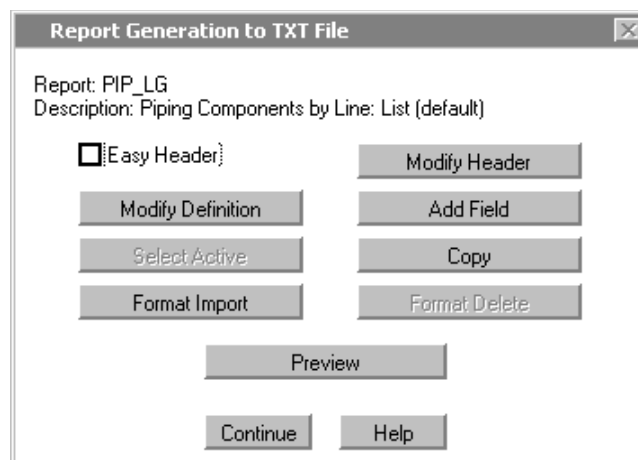 Report Generation to TXT File
Report: PIP_LG
Description: Piping Components by Line: List (default)
Easy Header
Modify Header
Modify Definition
Add Field
Select Active
Copy
Format Import
Format Delete
Preview
Continue
Help